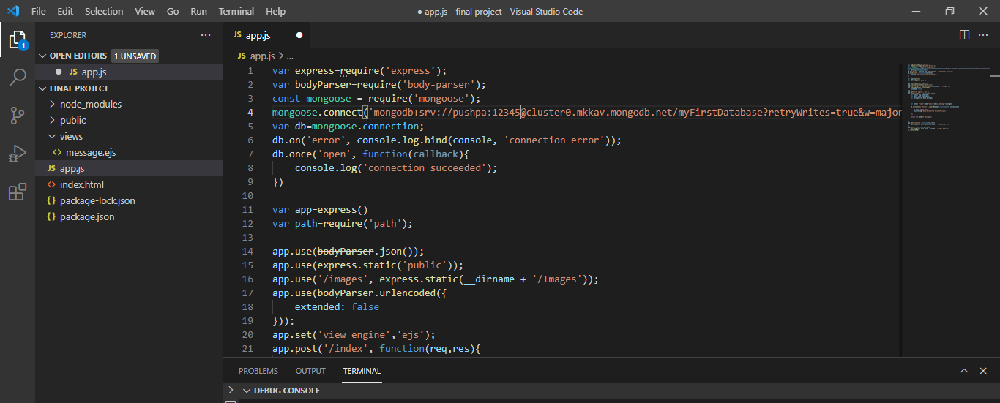 File Edit Selection View Go Run Terminal Help
● app.js - final project - Visual Studio Code
1
EXPLORER
OPEN EDITORS 1 UNSAVED
● JS app.js
FINAL PROJECT
node_modules
public
views
<> message.ejs
JS app.js
<> index.html
{} package-lock.json
{} package.json
JS app.js ●
JS app.js > ...
1 var express=require('express');
2 var bodyParser=require('body-parser');
3 const mongoose = require('mongoose');
4 mongoose.connect('mongodb+srv://pushpa:12345@cluster0.mkkav.mongodb.net/myFirstDatabase?retryWrites=true&w=major
5 var db=mongoose.connection;
6 db.on('error', console.log.bind(console, 'connection error'));
7 db.once('open', function(callback){
8 console.log('connection succeeded');
9 })
10
11 var app=express()
12 var path=require('path');
13
14 app.use(bodyParser.json());
15 app.use(express.static('public'));
16 app.use('/images', express.static(__dirname + '/Images'));
17 app.use(bodyParser.urlencoded({
18 extended: false
19 }));
20 app.set('view engine','ejs');
21 app.post('/index', function(req,res){
PROBLEMS OUTPUT TERMINAL
DEBUG CONSOLE